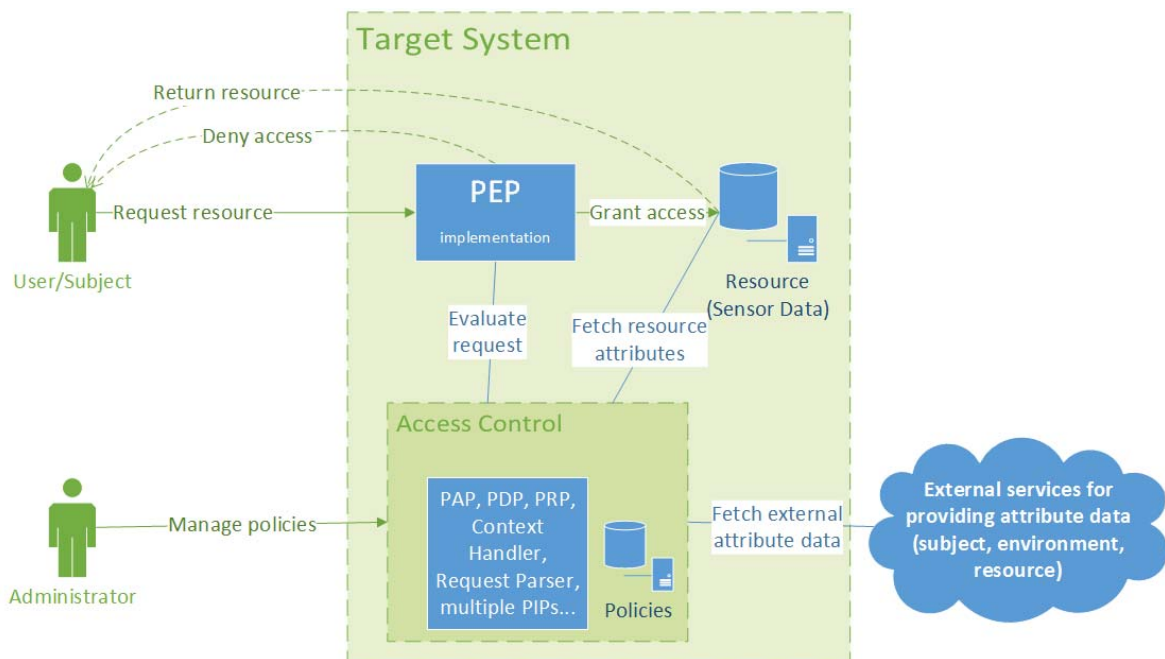 Target System
Return resource
Deny access
PEP
implementation
Request resource
Grant access
User/Subject
Resource
(Sensor Data)
Evaluate
request
Fetch resource
attributes
Access Control
PAP, PDP, PRP,
Context
Handler,
Request Parser,
multiple PIPs...
Policies
Manage policies
Administrator
Fetch external
attribute data
External services for
providing attribute data
(subject, environment,
resource)